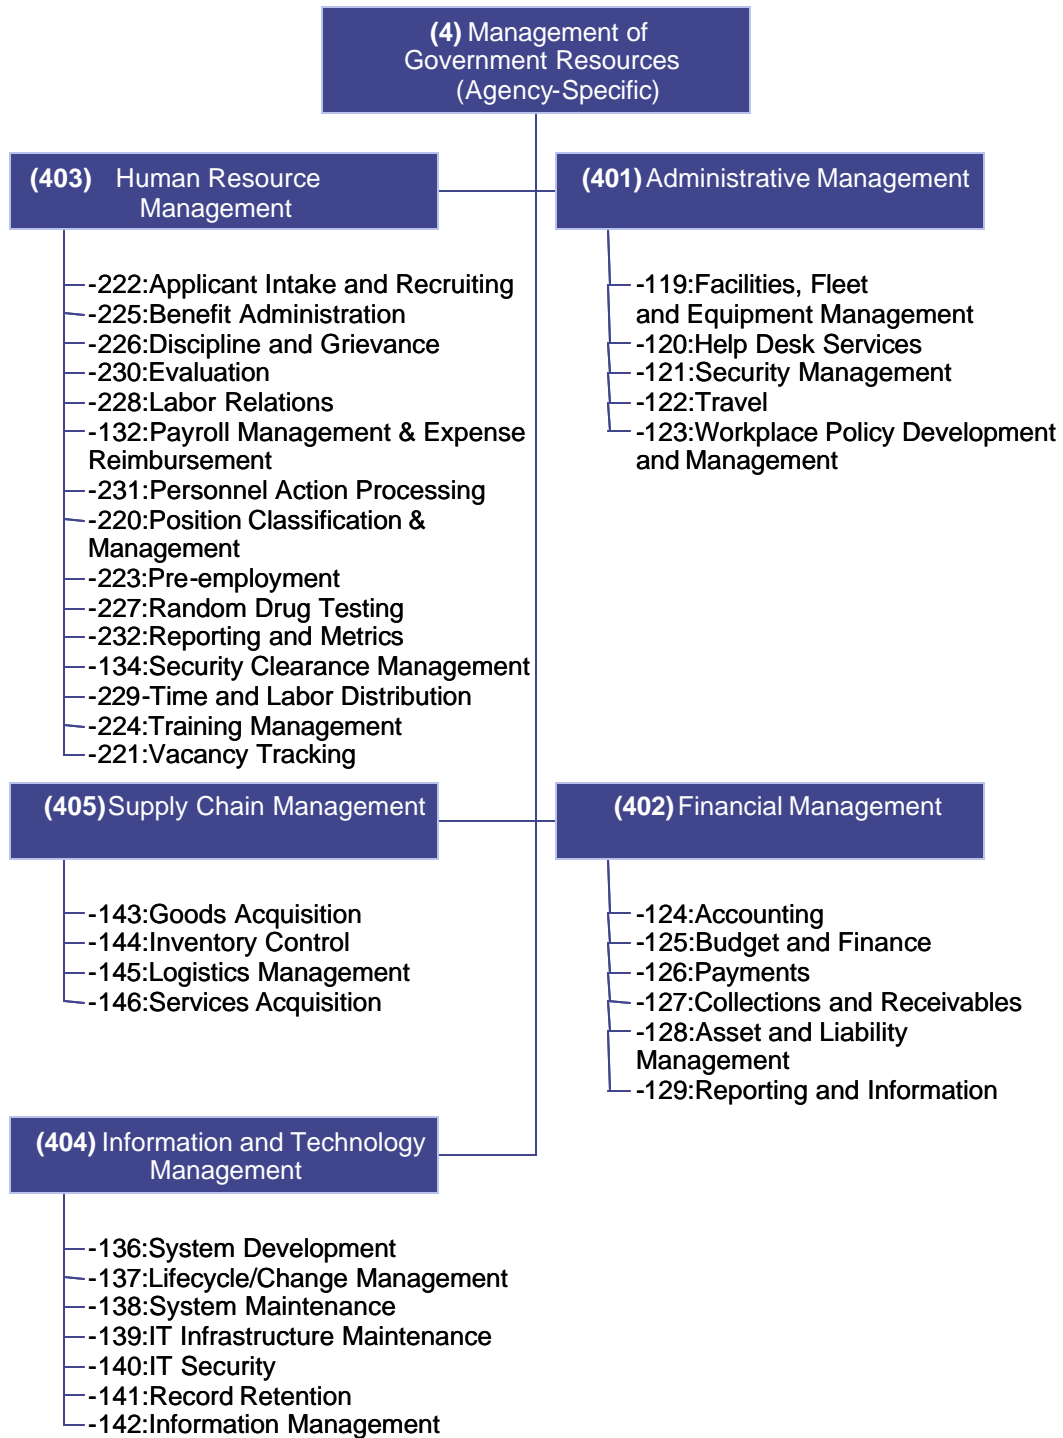 (4) Management of
Government Resources
(Agency-Specific)
(403) Human Resource
Management
-222:Applicant Intake and Recruiting
-225:Benefit Administration
-226:Discipline and Grievance
-230:Evaluation
-228:Labor Relations
-132:Payroll Management & Expense
Reimbursement
-231:Personnel Action Processing
-220:Position Classification &
Management
-223:Pre-employment
-227:Random Drug Testing
-232:Reporting and Metrics
-134:Security Clearance Management
-229-Time and Labor Distribution
-224:Training Management
-221:Vacancy Tracking
(401) Administrative Management
-119:Facilities, Fleet
and Equipment Management
-120:Help Desk Services
-121:Security Management
-122:Travel
-123:Workplace Policy Development
and Management
(405) Supply Chain Management
-143:Goods Acquisition
-144:Inventory Control
-145:Logistics Management
-146:Services Acquisition
(402) Financial Management
-124:Accounting
-125:Budget and Finance
-126:Payments
-127:Collections and Receivables
-128:Asset and Liability
Management
-129:Reporting and Information
(404) Information and Technology
Management
-136:System Development
-137:Lifecycle/Change Management
-138:System Maintenance
-139:IT Infrastructure Maintenance
-140:IT Security
-141:Record Retention
-142:Information Management